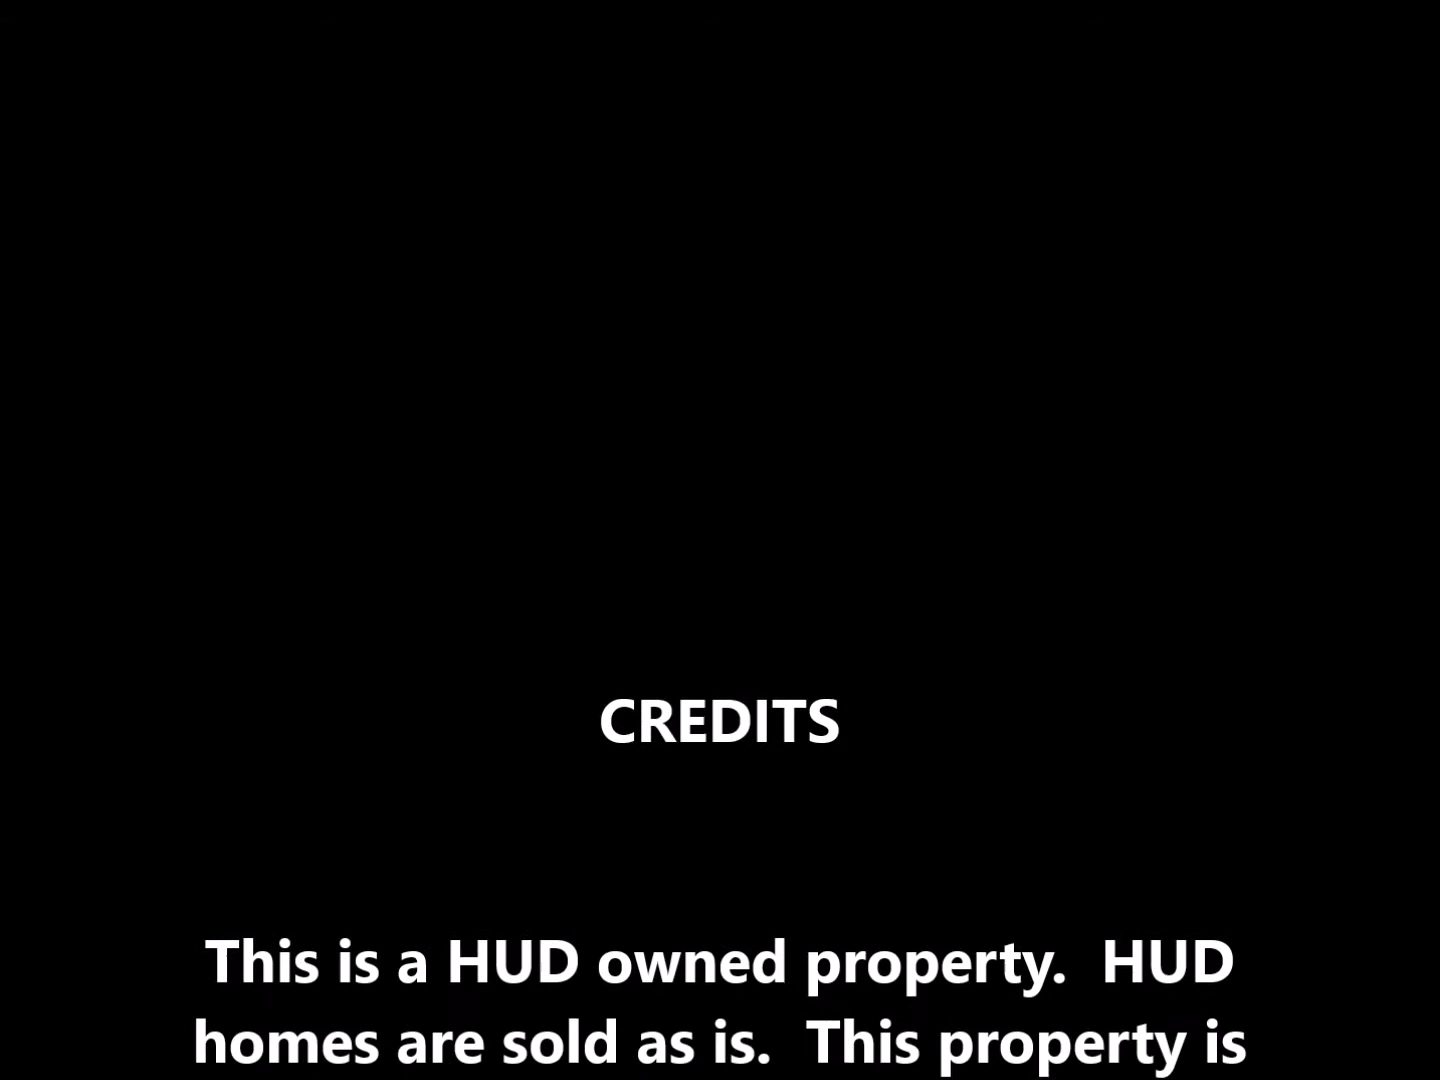 CREDITS
This is a HUD owned property.  HUD
homes are sold as is.  This property is